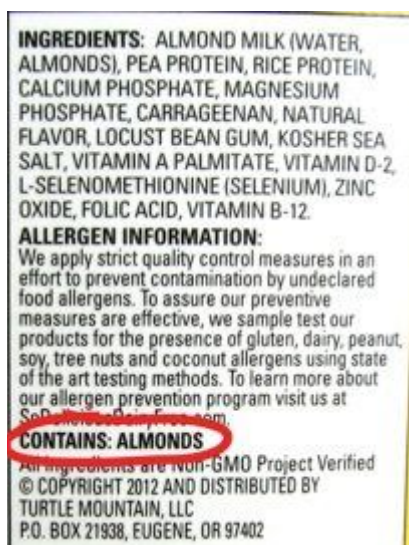 INGREDIENTS: ALMOND MILK (WATER,
ALMONDS), PEA PROTEIN, RICE PROTEIN,
CALCIUM PHOSPHATE, MAGNESIUM
PHOSPHATE, CARRAGEENAN, NATURAL
FLAVOR, LOCUST BEAN GUM, KOSHER SEA
SALT, VITAMIN A PALMITATE, VITAMIN D-2,
L-SELENOMETHIONINE (SELENIUM), ZINC
OXIDE, FOLIC ACID, VITAMIN B-12.
ALLERGEN INFORMATION:
We apply strict quality control measures in an
effort to prevent contamination by undeclared
food allergens. To assure our preventive
measures are effective, we sample test our
products for the presence of gluten, dairy, peanut,
soy, tree nuts and coconut allergens using state
of the art testing methods. To learn more about
our allergen prevention program visit us at
SoDeliciousDairyFree.com.
CONTAINS: ALMONDS
All ingredients are Non-GMO Project Verified
© COPYRIGHT 2012 AND DISTRIBUTED BY
TURTLE MOUNTAIN, LLC
P.O. BOX 21938, EUGENE, OR 97402